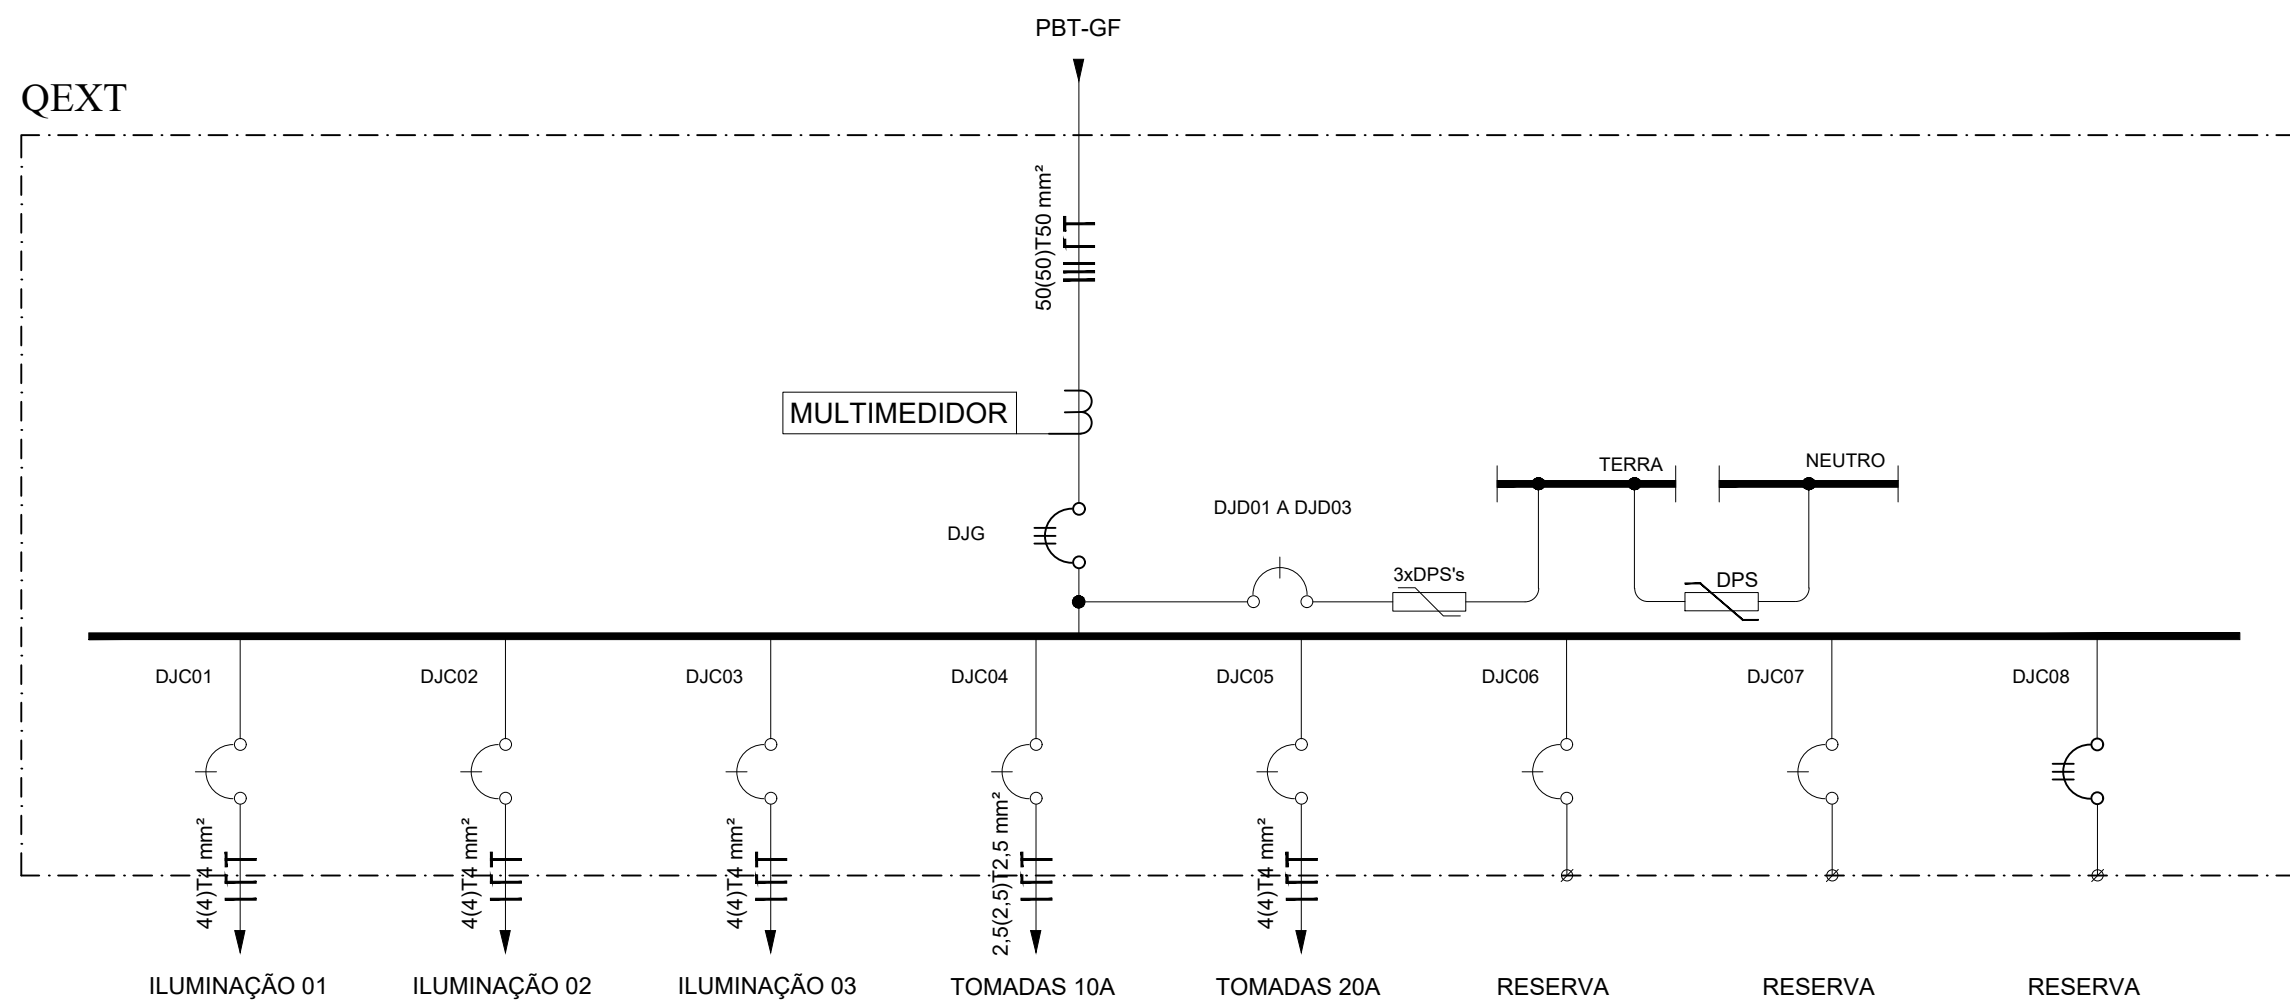 PBT-GF
QEXT
50(50)T50 mm²
MULTIMEDIDOR
TERRA
NEUTRO
DJD01 A DJD03
DJG
3xDPS's
DPS
DJC01
DJC02
DJC03
DJC04
DJC05
DJC06
DJC07
DJC08
4(4)T4 mm²
4(4)T4 mm²
4(4)T4 mm²
2,5(2,5)T2,5 mm²
4(4)T4 mm²
ILUMINAÇÃO 01
ILUMINAÇÃO 02
ILUMINAÇÃO 03
TOMADAS 10A
TOMADAS 20A
RESERVA
RESERVA
RESERVA